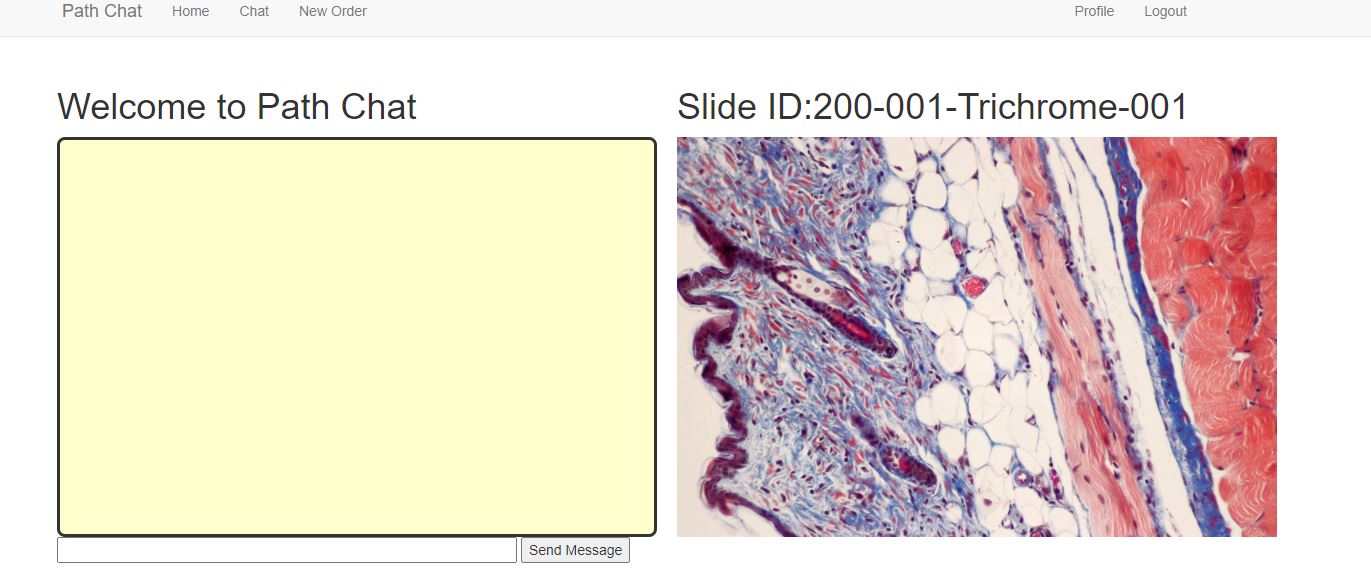 Path Chat Home Chat New Order Profile Logout
Welcome to Path Chat
Slide ID:200-001-Trichrome-001
Send Message